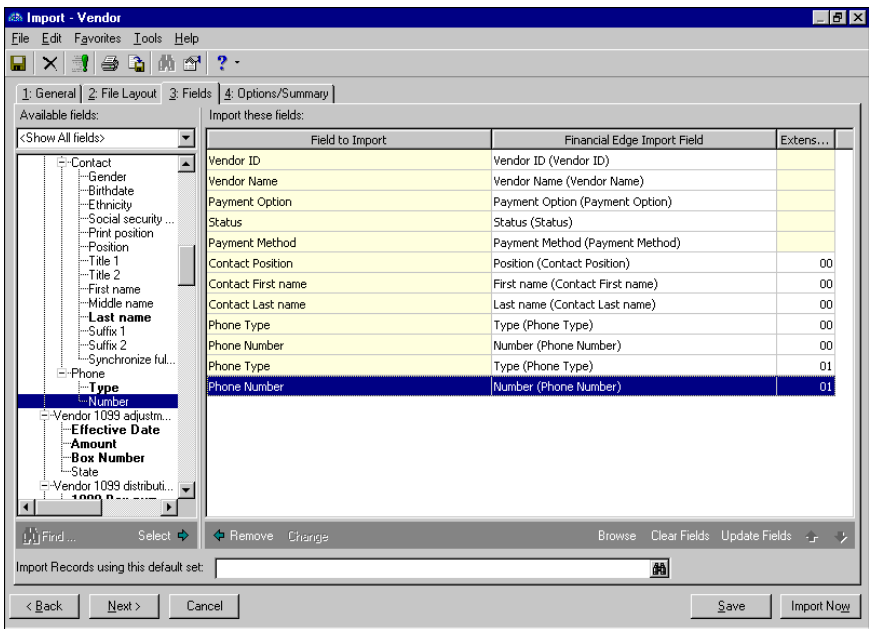 Import - Vendor
File Edit Favorites Tools Help
1: General 2: File Layout 3: Fields 4: Options/Summary
Available fields:
<Show All fields>
Contact
Gender
Birthdate
Ethnicity
Social security ...
Print position
Position
Title 1
Title 2
First name
Middle name
Last name
Suffix 1
Suffix 2
Synchronize ful...
Phone
Type
Number
Vendor 1099 adjustm...
Effective Date
Amount
Box Number
State
Vendor 1099 distributi...
Find ... Select
Import these fields:
Field to Import Financial Edge Import Field Extens...
Vendor ID Vendor ID (Vendor ID)
Vendor Name Vendor Name (Vendor Name)
Payment Option Payment Option (Payment Option)
Status Status (Status)
Payment Method Payment Method (Payment Method)
Contact Position Position (Contact Position) 00
Contact First name First name (Contact First name) 00
Contact Last name Last name (Contact Last name) 00
Phone Type Type (Phone Type) 00
Phone Number Number (Phone Number) 00
Phone Type Type (Phone Type) 01
Phone Number Number (Phone Number) 01
Remove Change Browse Clear Fields Update Fields
Import Records using this default set:
< Back Next > Cancel Save Import Now